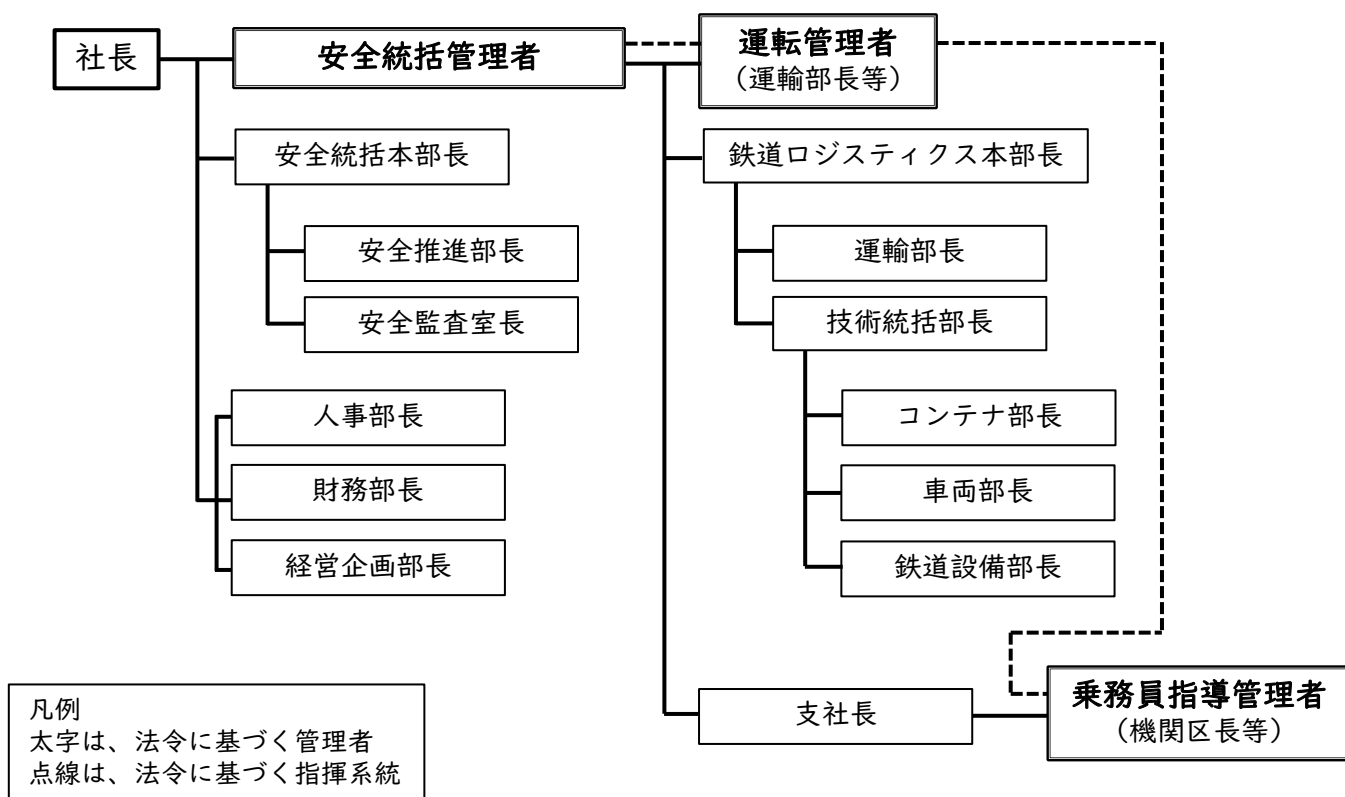 社長
安全統括管理者
運転管理者
（運輸部長等）
安全統括本部長
鉄道ロジスティクス本部長
安全推進部長
運輸部長
安全監査室長
技術統括部長
人事部長
コンテナ部長
財務部長
車両部長
経営企画部長
鉄道設備部長
支社長
乗務員指導管理者
（機関区長等）
凡例
太字は、法令に基づく管理者
点線は、法令に基づく指揮系統